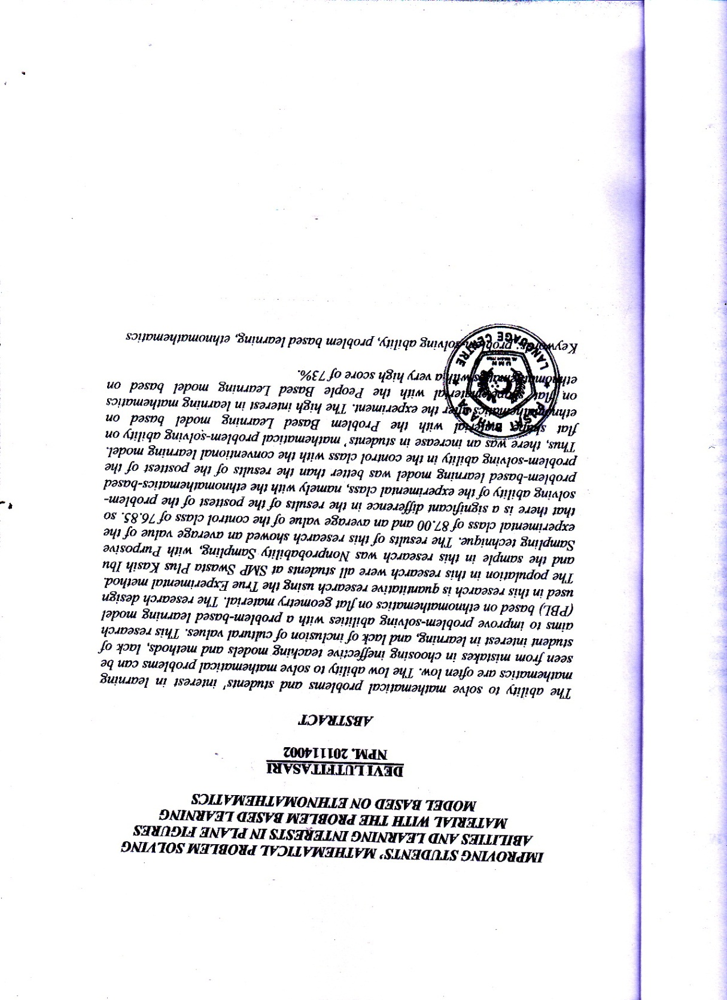 IMPROVING STUDENTS' MATHEMATICAL PROBLEM SOLVING
ABILITIES AND LEARNING INTERESTS IN PLANE FIGURES
MATERIAL WITH THE PROBLEM BASED LEARNING
MODEL BASED ON ETHNOMATHEMATICS
DEVI LUTFITASARI
NPM. 201114002
ABSTRACT
The ability to solve mathematical problems and students' interest in learning
mathematics are often low. The low ability to solve mathematical problems can be
seen from mistakes in choosing ineffective teaching models and methods, lack of
student interest in learning, and lack of inclusion of cultural values. This research
aims to improve problem-solving abilities with a problem-based learning model
(PBL) based on ethnomathematics on flat geometry material. The research design
used in this research is quantitative research using the True Experimental method.
The population in this research were all students at SMP Swasta Plus Kasih Ibu
and the sample in this research was Nonprobability Sampling, with Purposive
Sampling technique. The results of this research showed an average value of the
experimental class of 87.00 and an average value of the control class of 76.85. so
that there is a significant difference in the results of the posttest of the problem-
solving ability of the experimental class, namely with the ethnomathematics-based
problem-based learning model was better than the results of the posttest of the
problem-solving ability in the control class with the conventional learning model.
Thus, there was an increase in students' mathematical problem-solving ability on
flat shape material with the Problem Based Learning model based on
ethnomathematics after the experiment. The high interest in learning mathematics
on flat shape material with the People Based Learning model based on
ethnomathematics with a very high score of 73%.
Keywords: problem solving ability, problem based learning, ethnomathematics
PUSAT BAHASA
UMN
LANGUAGE CENTRE